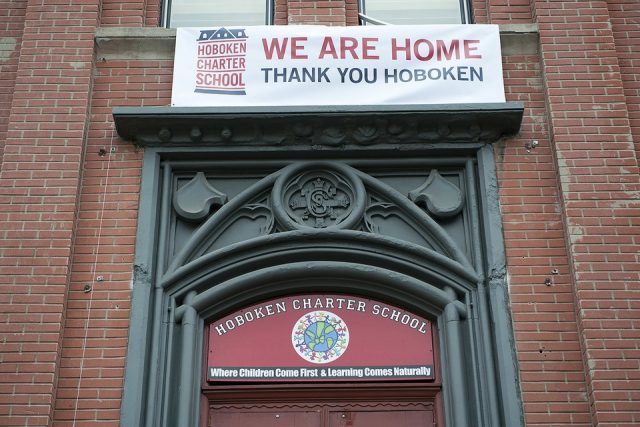 HOBOKEN
CHARTER
SCHOOL
WE ARE HOME
THANK YOU HOBOKEN
HOBOKEN CHARTER SCHOOL
Where Children Come First & Learning Comes Naturally